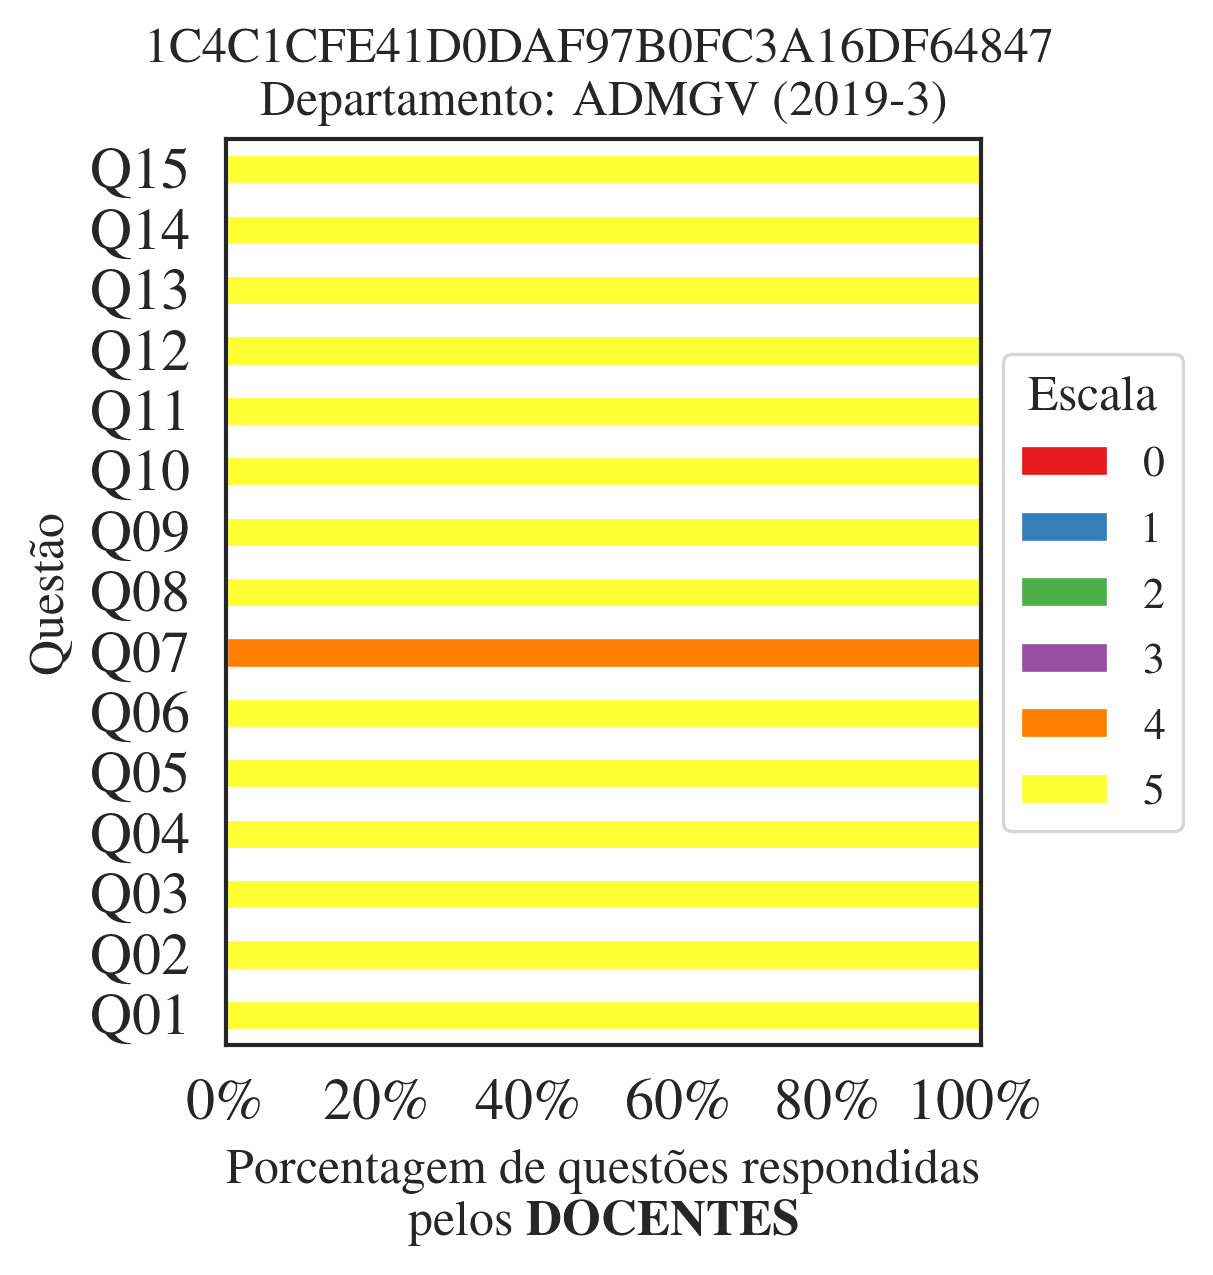 1C4C1CFE41D0DAF97B0FC3A16DF64847
Departamento: ADMGV (2019-3)
Questão
Q15
Q14
Q13
Q12
Q11
Q10
Q09
Q08
Q07
Q06
Q05
Q04
Q03
Q02
Q01
0% 20% 40% 60% 80% 100%
Porcentagem de questões respondidas
pelos DOCENTES
Escala
0
1
2
3
4
5